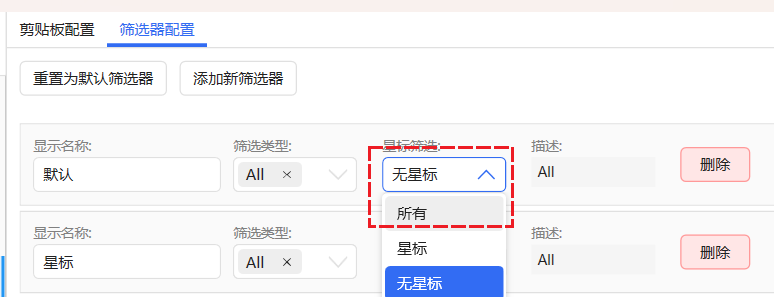 剪贴板配置 筛选器配置
重置为默认筛选器 添加新筛选器
显示名称: 筛选类型: 星标筛选: 描述:
默认 All × 无星标 All 删除
所有
显示名称: 筛选类型: 描述:
星标 All × 星标 All 删除
无星标